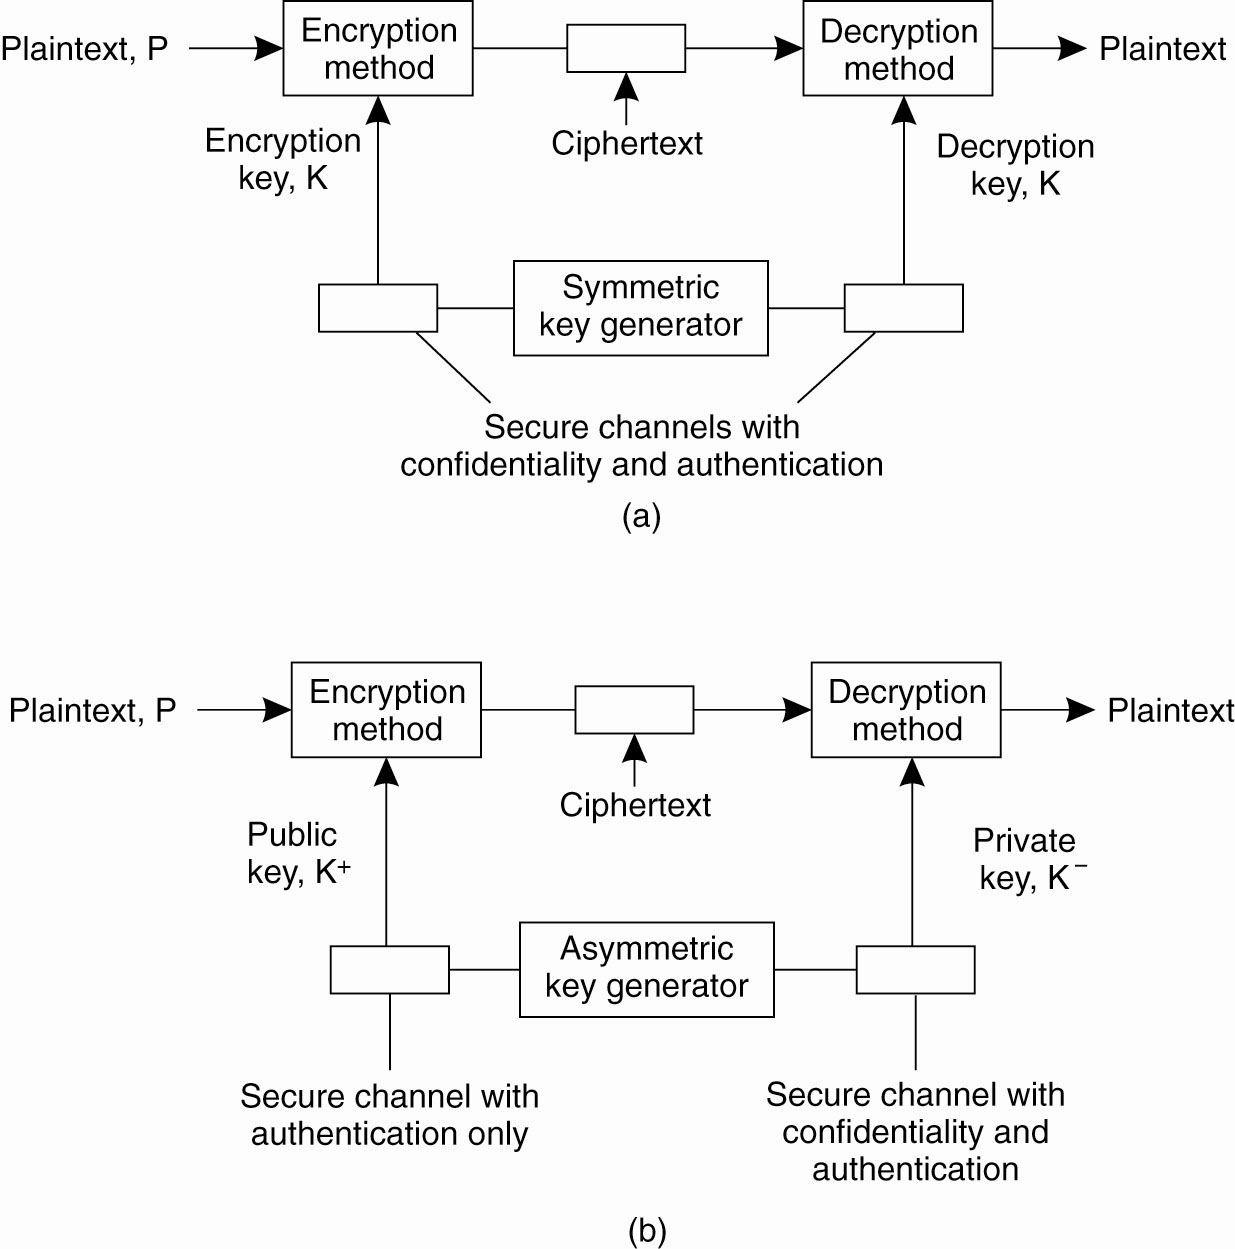 Plaintext, P
Encryption
method
Decryption
method
Plaintext
Ciphertext
Encryption
key, K
Decryption
key, K
Symmetric
key generator
Secure channels with
confidentiality and authentication
(a)
Plaintext, P
Encryption
method
Decryption
method
Plaintext
Ciphertext
Public
key, K⁺
Private
key, K⁻
Asymmetric
key generator
Secure channel with
authentication only
Secure channel with
confidentiality and
authentication
(b)